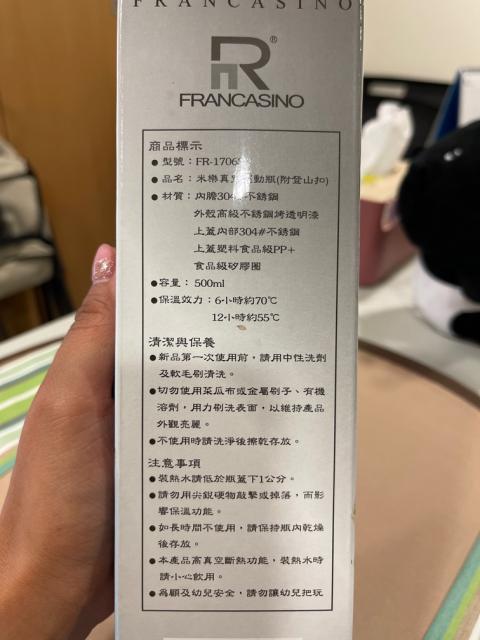 FRANCASINO
R®
FRANCASINO
商品標示
●型號：FR-1706
●品名：米樂真 動瓶(附登山扣)
●材質：內膽304#不銹鋼
外殼高級不銹鋼烤透明漆
上蓋內部304#不銹鋼
上蓋塑料食品級PP+
食品級矽膠圈
●容量：500ml
●保溫效力：6小時約70℃
12小時約55℃
清潔與保養
●新品第一次使用前，請用中性洗劑
及軟毛刷清洗。
●切勿使用菜瓜布或金屬刷子、有機
溶劑，用力刷洗表面，以維持產品
外觀亮麗。
●不使用時請洗淨後擦乾存放。
注意事項
●裝熱水請低於瓶蓋下1公分。
●請勿用尖銳硬物敲擊或掉落，而影
響保溫功能。
●如長時間不使用，請保持瓶內乾燥
後存放。
●本產品高真空斷熱功能，裝熱水時
請小心飲用。
●為顧及幼兒安全，請勿讓幼兒把玩